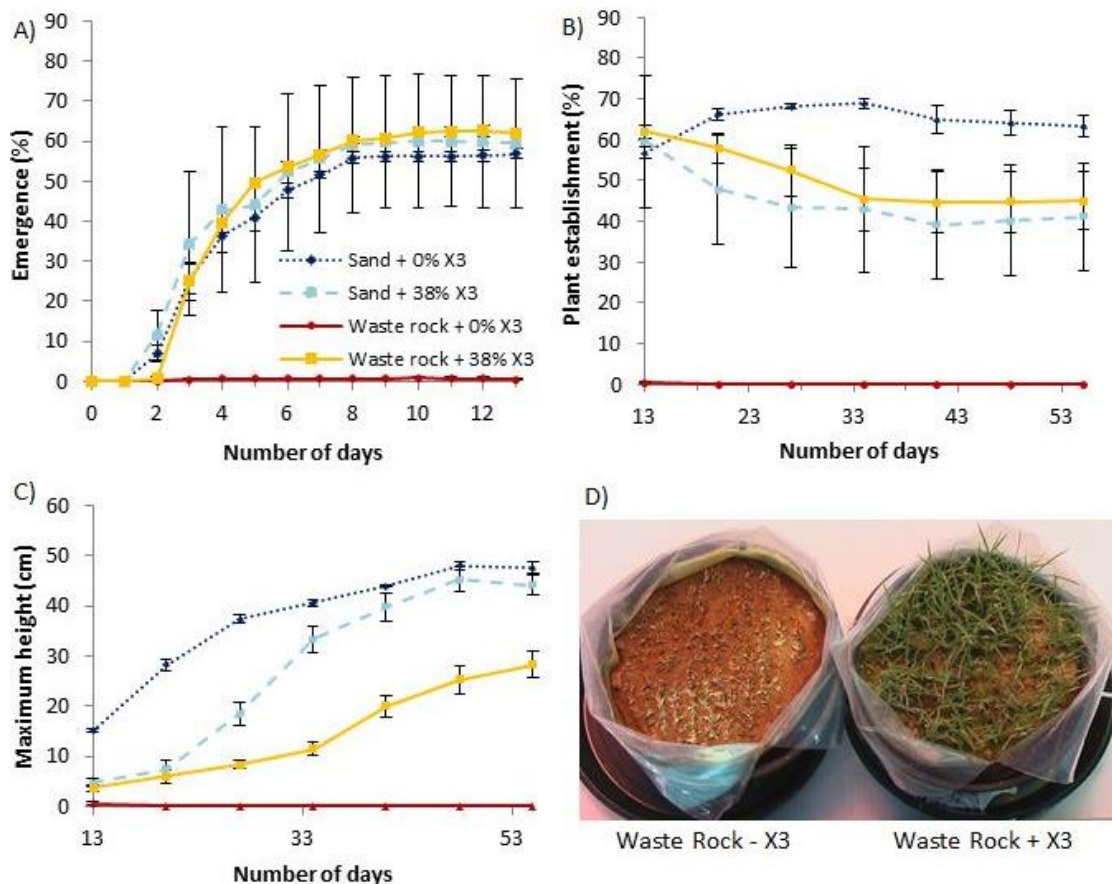 A)
90
80
70
60
50
40
30
20
10
0
Emergence (%)
Sand + 0% X3
Sand + 38% X3
Waste rock + 0% X3
Waste rock + 38% X3
0 2 4 6 8 10 12
Number of days
B)
90
80
70
60
50
40
30
20
10
0
Plant establishment (%)
13 23 33 43 53
Number of days
C)
60
50
40
30
20
10
0
Maximum height (cm)
13 33 53
Number of days
D)
Waste Rock - X3 Waste Rock + X3